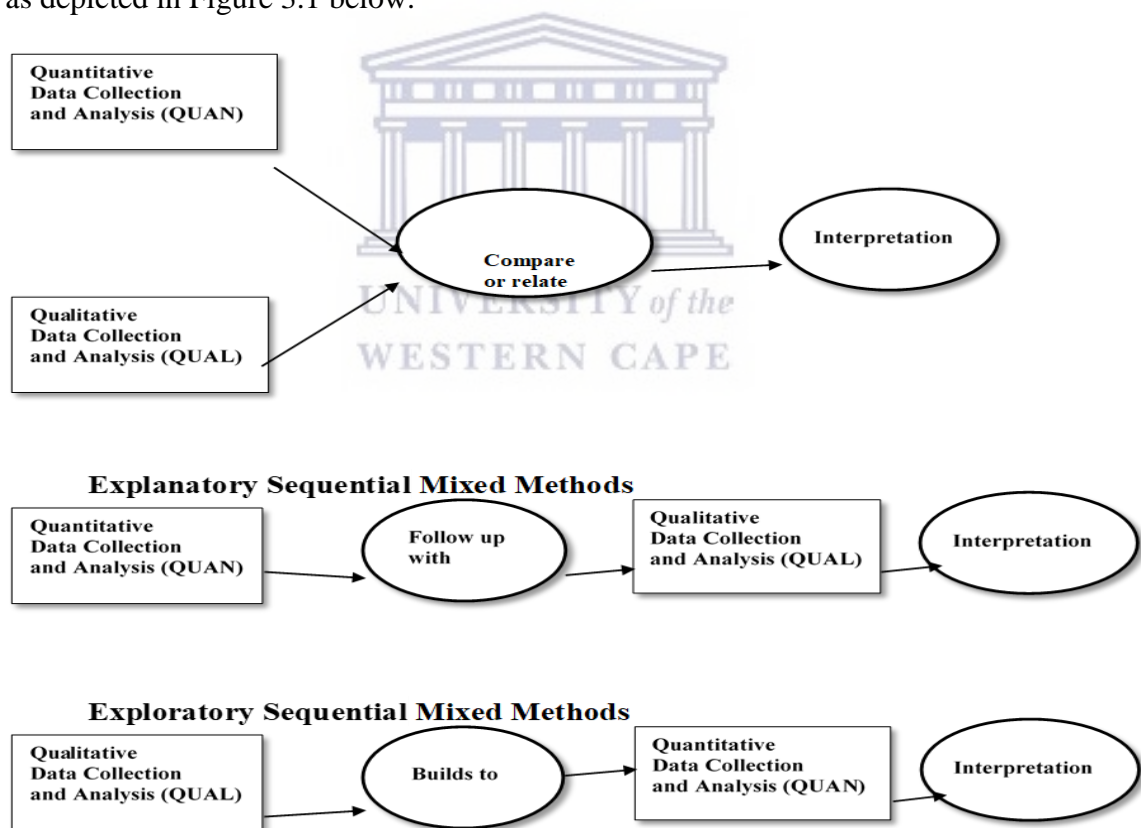 as depicted in Figure 3.1 below:
Quantitative
Data Collection
and Analysis (QUAN)
Compare
or relate
Interpretation
Qualitative
Data Collection
and Analysis (QUAL)
UNIVERSITY of the
WESTERN CAPE
Explanatory Sequential Mixed Methods
Quantitative
Data Collection
and Analysis (QUAN)
Follow up
with
Qualitative
Data Collection
and Analysis (QUAL)
Interpretation
Exploratory Sequential Mixed Methods
Qualitative
Data Collection
and Analysis (QUAL)
Builds to
Quantitative
Data Collection
and Analysis (QUAN)
Interpretation